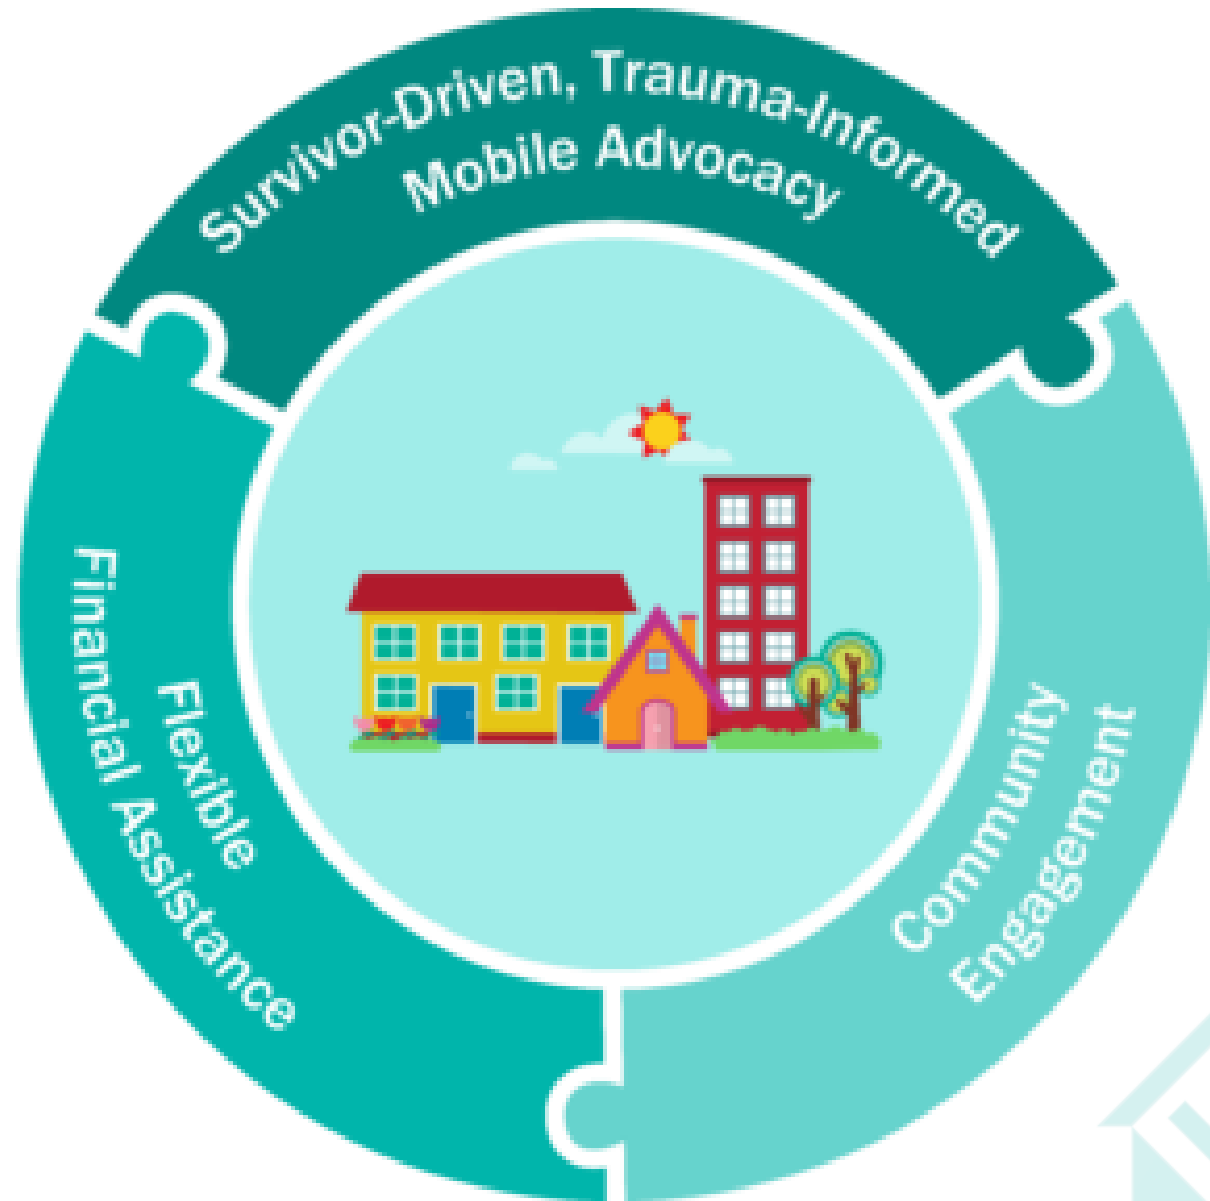 Survivor-Driven, Trauma-Informed
Mobile Advocacy
Flexible
Financial Assistance
Community
Engagement